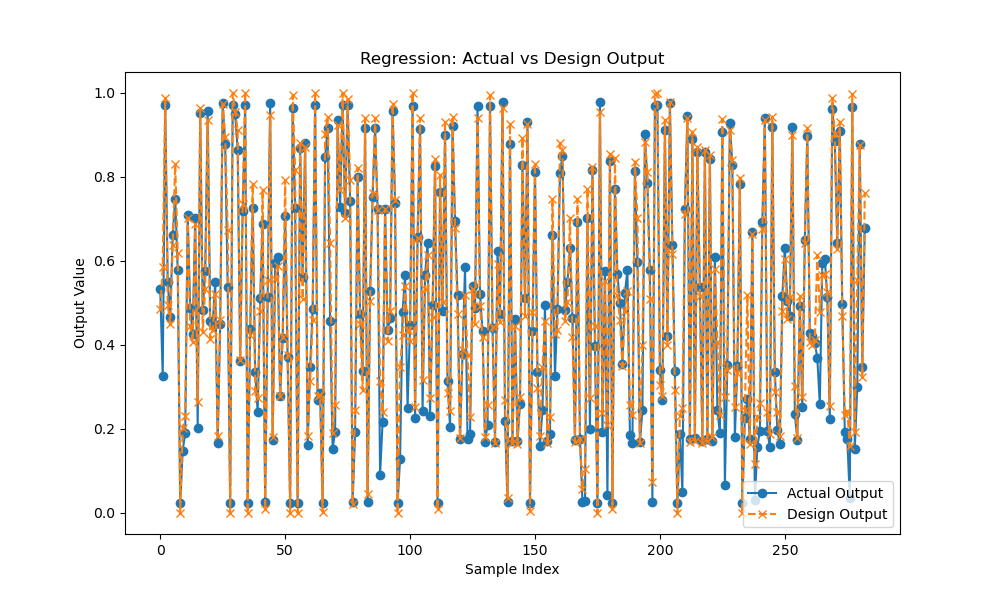 Regression: Actual vs Design Output
1.0
0.8
0.6
0.4
0.2
0.0
Output Value
0
50
100
150
200
250
Sample Index
Actual Output
Design Output